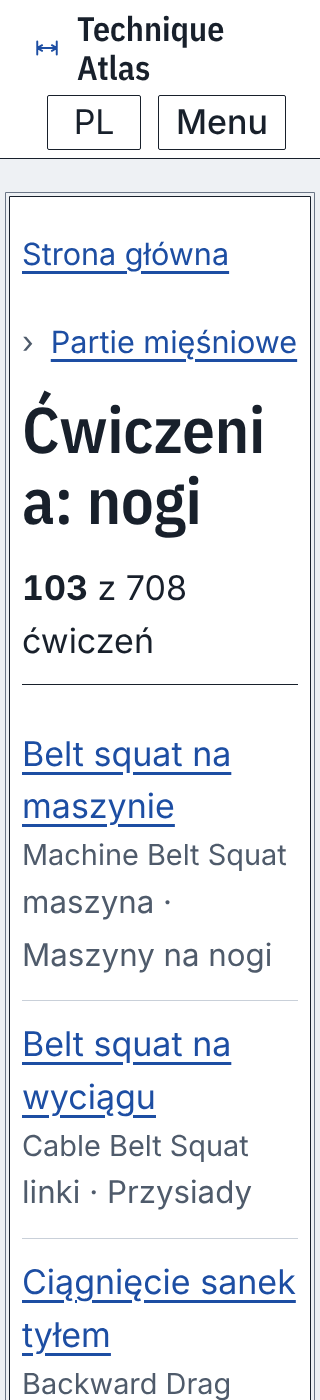 Technique
Atlas
PL
Menu
Strona główna
› Partie mięśniowe
Ćwiczeni
a: nogi
103 z 708
ćwiczeń
Belt squat na
maszynie
Machine Belt Squat
maszyna ·
Maszyny na nogi
Belt squat na
wyciągu
Cable Belt Squat
linki · Przysiady
Ciągnięcie sanek
tyłem
Backward Drag